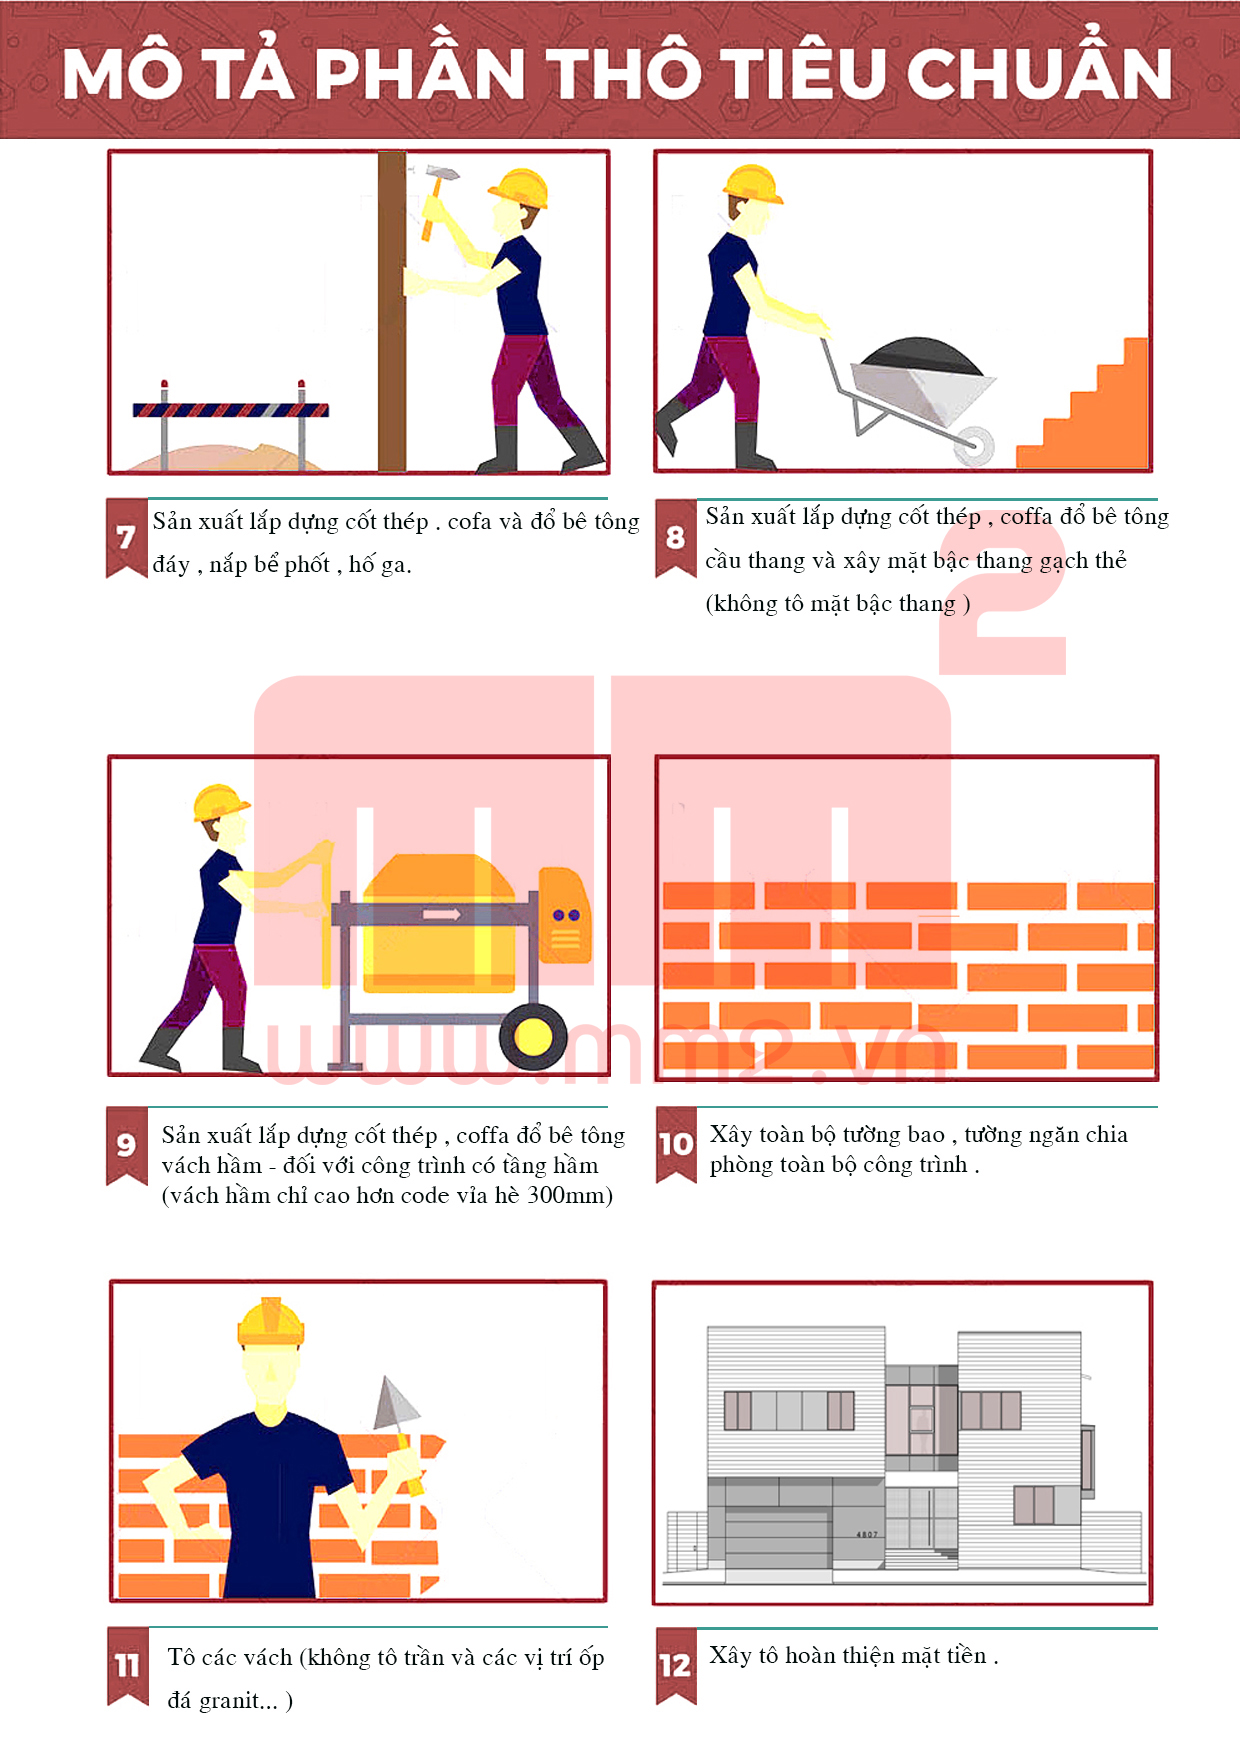 MÔ TẢ PHẦN THÔ TIÊU CHUẨN
7
Sản xuất lắp dựng cốt thép . cofa và đổ bê tông
đáy , nắp bể phốt , hố ga.
8
Sản xuất lắp dựng cốt thép , coffa đổ bê tông
cầu thang và xây mặt bậc thang gạch thẻ
(không tô mặt bậc thang )
m2
www.mm2.vn
9
Sản xuất lắp dựng cốt thép , coffa đổ bê tông
vách hầm - đối với công trình có tầng hầm
(vách hầm chỉ cao hơn code vỉa hè 300mm)
10
Xây toàn bộ tường bao , tường ngăn chia
phòng toàn bộ công trình .
4807
11
Tô các vách (không tô trần và các vị trí ốp
đá granit... )
12
Xây tô hoàn thiện mặt tiền .